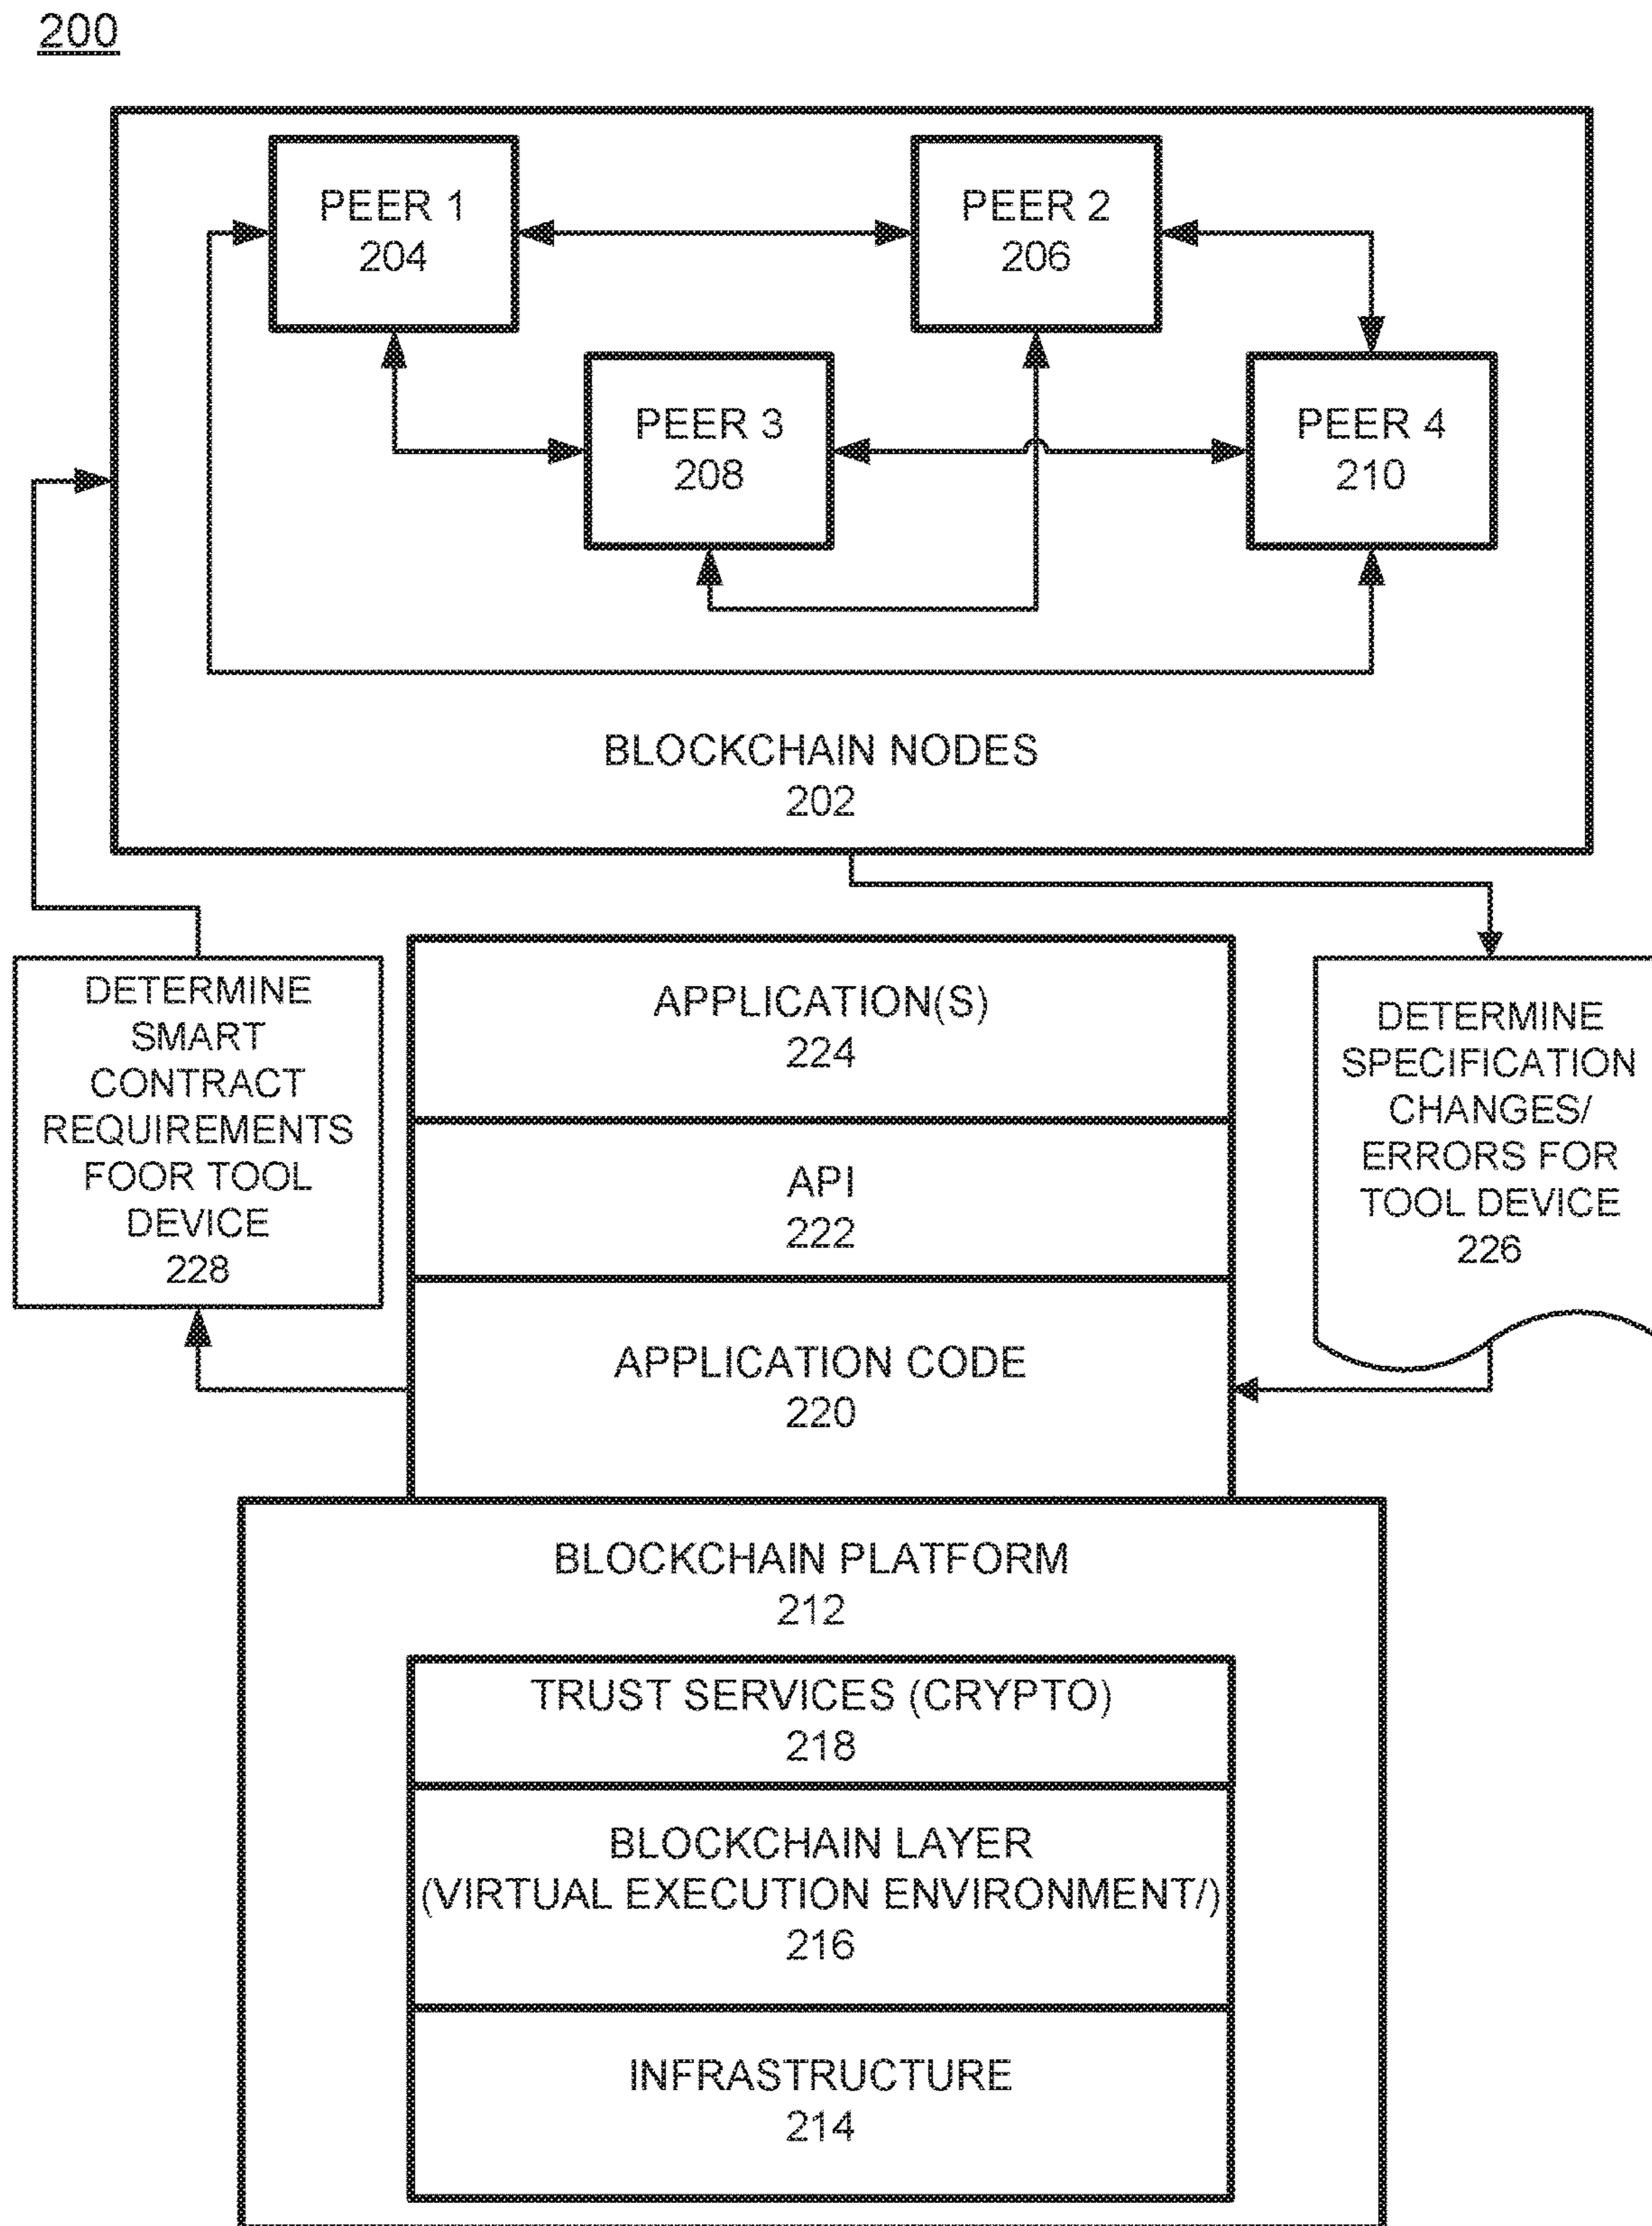 200
PEER 1
204
PEER 2
206
PEER 3
208
PEER 4
210
BLOCKCHAIN NODES
202
DETERMINE
SMART
CONTRACT
REQUIREMENTS
FOOR TOOL
DEVICE
228
APPLICATION(S)
224
API
222
APPLICATION CODE
220
DETERMINE
SPECIFICATION
CHANGES/
ERRORS FOR
TOOL DEVICE
226
BLOCKCHAIN PLATFORM
212
TRUST SERVICES (CRYPTO)
218
BLOCKCHAIN LAYER
(VIRTUAL EXECUTION ENVIRONMENT/)
216
INFRASTRUCTURE
214